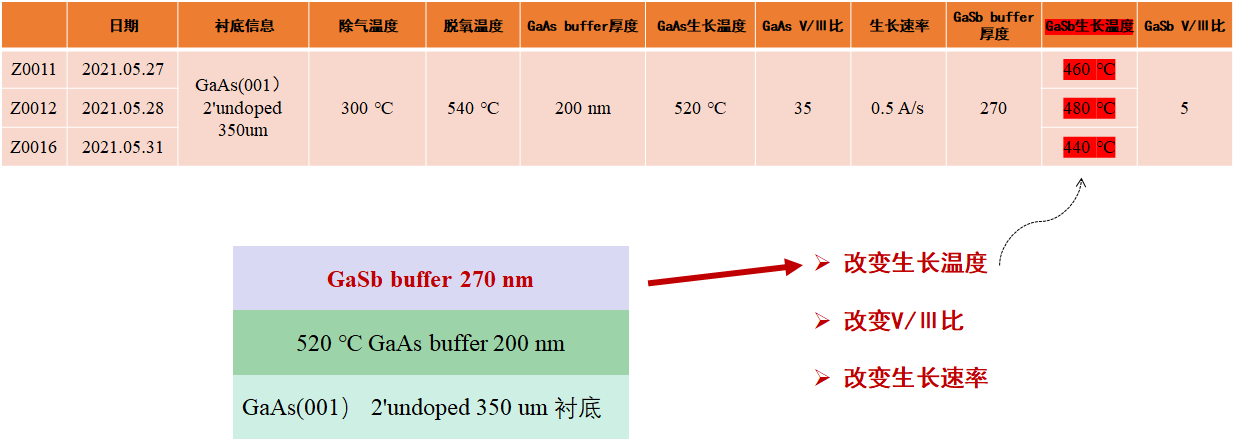 日期 衬底信息 除气温度 脱氧温度 GaAs buffer厚度 GaAs生长温度 GaAs V/Ⅲ比 生长速率 GaSb buffer
厚度 GaSb生长温度 GaSb V/Ⅲ比
Z0011 2021.05.27 460 ℃
GaAs(001）
Z0012 2021.05.28 2'undoped 300 ℃ 540 ℃ 200 nm 520 ℃ 35 0.5 A/s 270 480 ℃ 5
350um
Z0016 2021.05.31 440 ℃
GaSb buffer 270 nm
520 ℃ GaAs buffer 200 nm
GaAs(001） 2'undoped 350 um 衬底
➢ 改变生长温度
➢ 改变V/Ⅲ比
➢ 改变生长速率